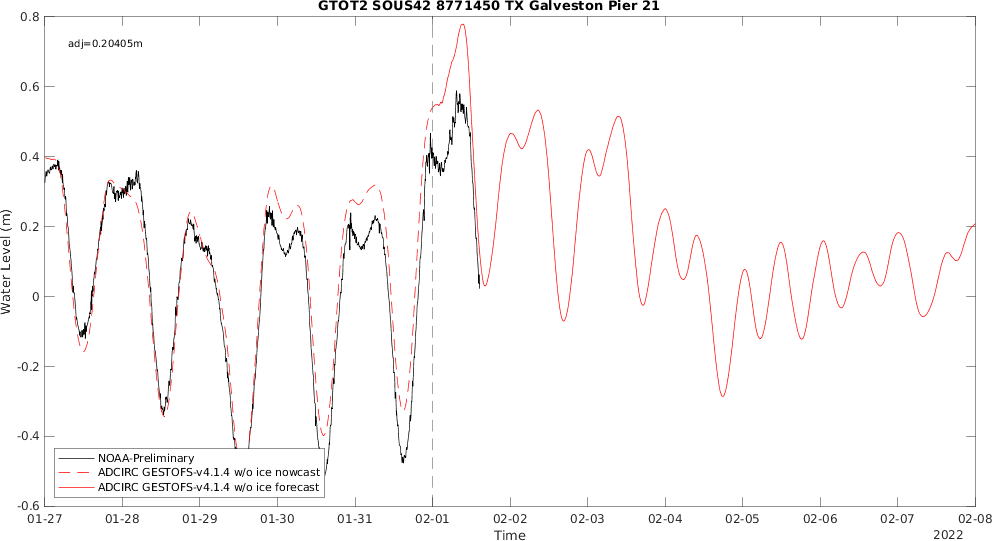 GTOT2 SOUS42 8771450 TX Galveston Pier 21
adj=0.20405m
0.8
0.6
0.4
0.2
0
-0.2
-0.4
-0.6
Water Level (m)
NOAA-Preliminary
ADCIRC GESTOFS-v4.1.4 w/o ice nowcast
ADCIRC GESTOFS-v4.1.4 w/o ice forecast
01-27 01-28 01-29 01-30 01-31 02-01 02-02 02-03 02-04 02-05 02-06 02-07 02-08
Time
2022